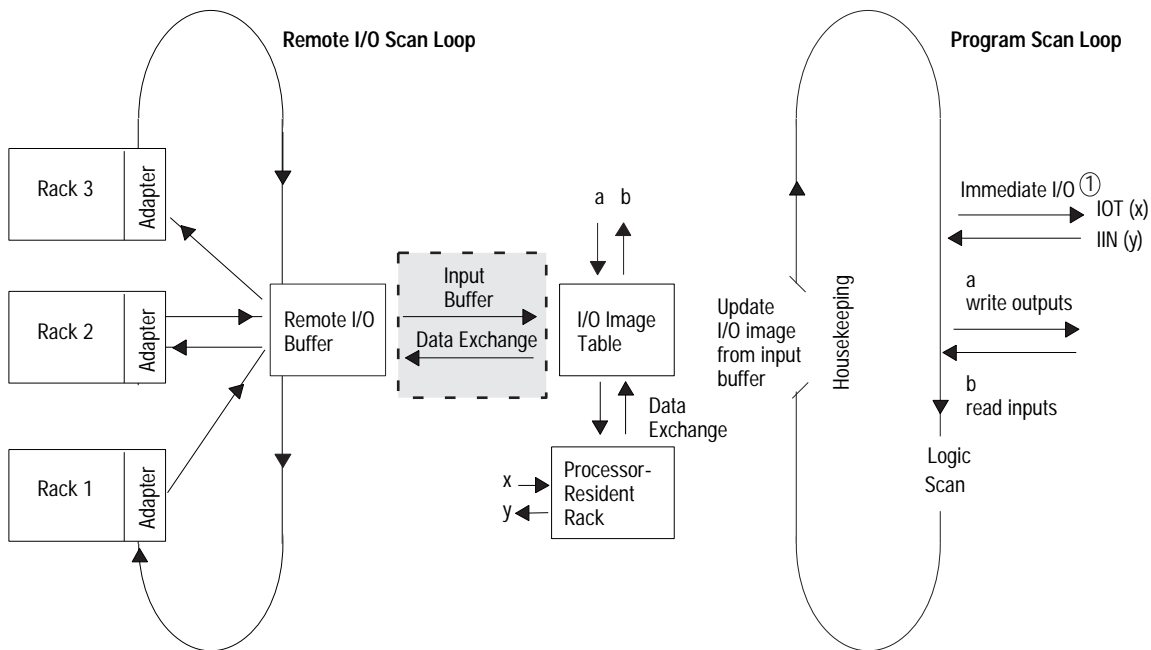 Remote I/O Scan Loop
Program Scan Loop
Rack 3
Adapter
Rack 2
Adapter
Rack 1
Adapter
Remote I/O
Buffer
Input
Buffer
Data Exchange
a b
I/O Image
Table
Data
Exchange
x
y
Processor-
Resident
Rack
Update
I/O image
from input
buffer
Housekeeping
Immediate I/O ①
IOT (x)
IIN (y)
a
write outputs
b
read inputs
Logic
Scan